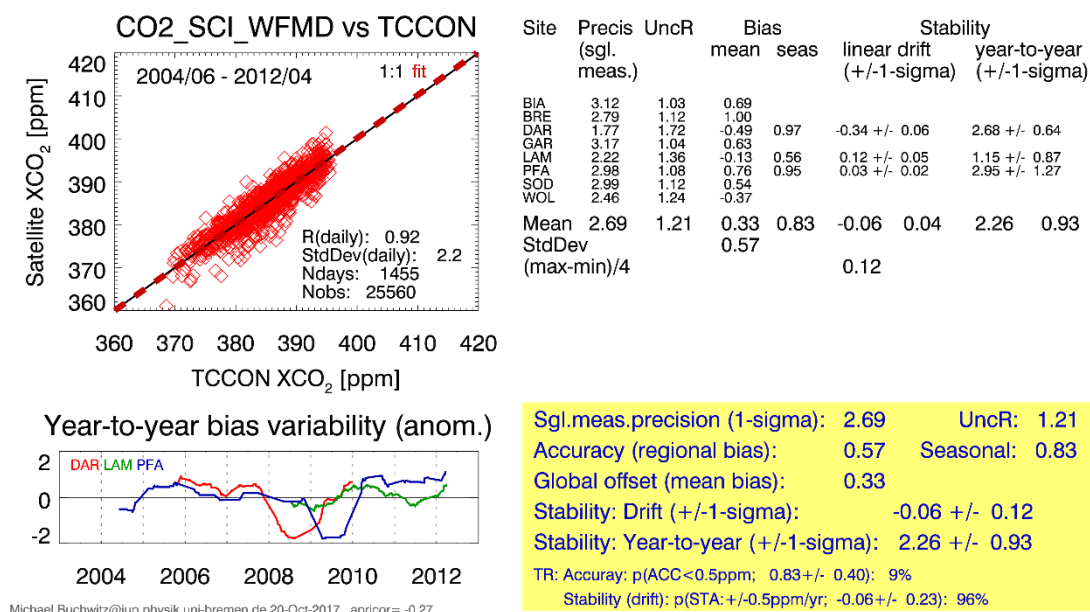 CO2_SCI_WFMD vs TCCON
2004/06 - 2012/04
1:1 fit
420
410
400
390
380
370
360
Satellite XCO2 [ppm]
R(daily): 0.92
StdDev(daily): 2.2
Ndays: 1455
Nobs: 25560
360 370 380 390 400 410 420
TCCON XCO2 [ppm]
Site Precis UncR Bias Stability
(sgl. mean seas linear drift year-to-year
meas.) (+/-1-sigma) (+/-1-sigma)
BIA 3.12 1.03 0.69
BRE 2.79 1.12 1.00
DAR 1.77 1.72 -0.49 0.97 -0.34 +/- 0.06 2.68 +/- 0.64
GAR 3.17 1.04 0.63
LAM 2.22 1.36 -0.13 0.56 0.12 +/- 0.05 1.15 +/- 0.87
PFA 2.98 1.08 0.76 0.95 0.03 +/- 0.02 2.95 +/- 1.27
SOD 2.99 1.12 0.54
WOL 2.46 1.24 -0.37
Mean 2.69 1.21 0.33 0.83 -0.06 0.04 2.26 0.93
StdDev 0.57
(max-min)/4 0.12
Year-to-year bias variability (anom.)
DAR LAM PFA
2
0
-2
2004 2006 2008 2010 2012
Sgl.meas.precision (1-sigma): 2.69 UncR: 1.21
Accuracy (regional bias): 0.57 Seasonal: 0.83
Global offset (mean bias): 0.33
Stability: Drift (+/-1-sigma): -0.06 +/- 0.12
Stability: Year-to-year (+/-1-sigma): 2.26 +/- 0.93
TR: Accuray: p(ACC<0.5ppm; 0.83+/- 0.40): 9%
Stability (drift): p(STA:+/-0.5ppm/yr; -0.06+/- 0.23): 96%
Michael.Buchwitz@iup.physik.uni-bremen.de 20-Oct-2017 apricor= -0.27